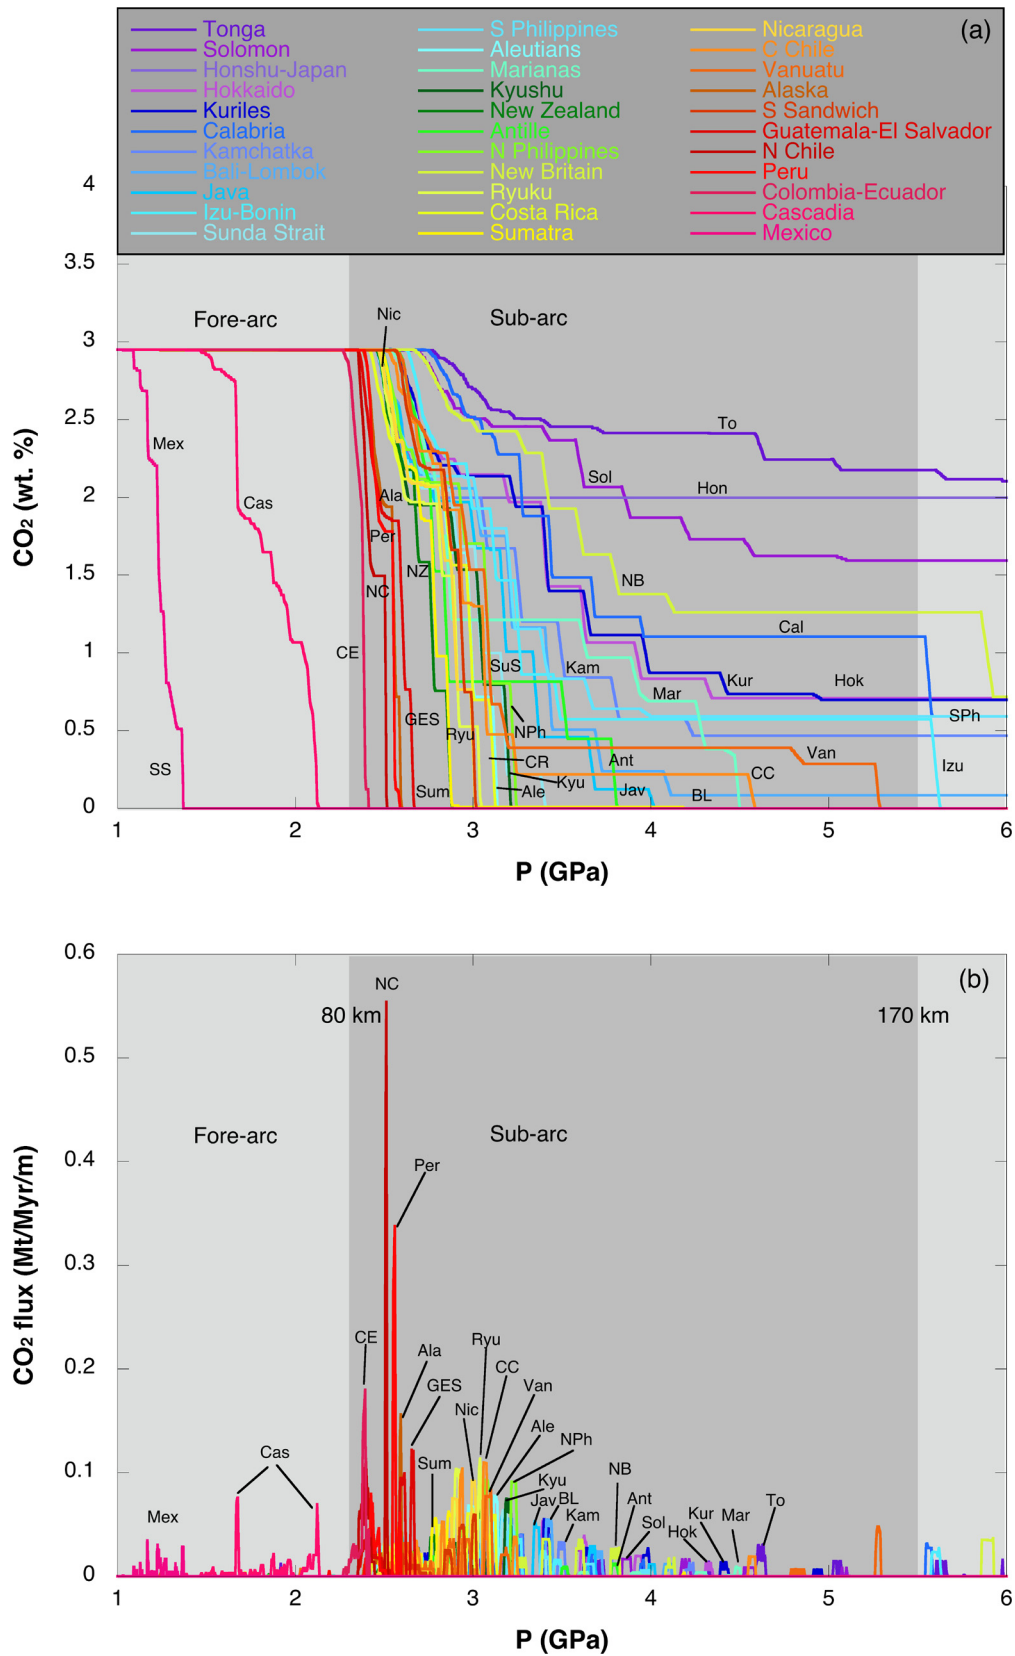 Tonga S Philippines Nicaragua (a)
Solomon Aleutians C Chile
Honshu-Japan Marianas Vanuatu
Hokkaido Kyushu Alaska
Kuriles New Zealand S Sandwich
Calabria Antille Guatemala-El Salvador
Kamchatka N Philippines N Chile
Bali-Lombok New Britain Peru
Java Ryuku Colombia-Ecuador
Izu-Bonin Costa Rica Cascadia
Sunda Strait Sumatra Mexico
4
3.5
Nic
Fore-arc Sub-arc
3
2.5
To
Mex
Sol
Hon
Ala
Cas
2
CO₂ (wt. %)
Per
NZ
NB
1.5
NC
Cal
CE
SuS
Kam
Kur
Hok
1
Mar
GES
Ryu
NPh
SPh
0.5
SS
CR
Ant
Van
Izu
Sum
Ale
Kyu
Jav
BL
CC
0
1 2 3 4 5 6
P (GPa)
0.6
NC
(b)
80 km 170 km
0.5
Fore-arc Sub-arc
0.4
Per
CO₂ flux (Mt/Myr/m)
0.3
CE
Ryu
Ala
CC
0.2
GES
Van
Nic
Ale
NPh
Cas
Sum
Kyu
NB
0.1
Jav
BL
Ant
To
Mex
Kam
Sol
Kur
Mar
Hok
0
1 2 3 4 5 6
P (GPa)